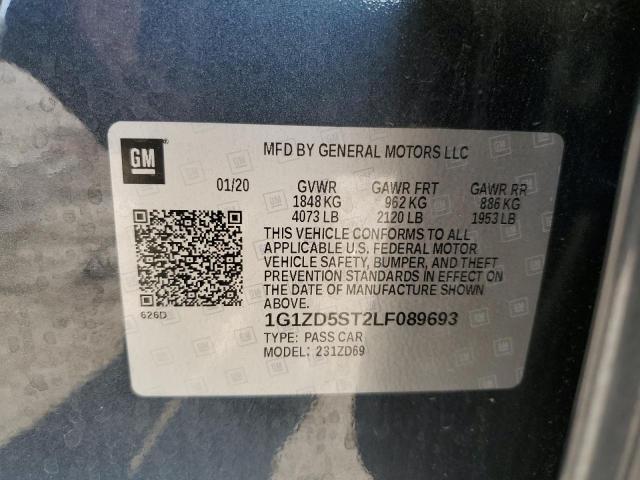 GM
MFD BY GENERAL MOTORS LLC
01/20 GVWR GAWR FRT GAWR RR
1848 KG 962 KG 886 KG
4073 LB 2120 LB 1953 LB
THIS VEHICLE CONFORMS TO ALL
APPLICABLE U.S. FEDERAL MOTOR
VEHICLE SAFETY, BUMPER, AND THEFT
PREVENTION STANDARDS IN EFFECT ON
THE DATE OF MANUFACTURE SHOWN
ABOVE.
626D
1G1ZD5ST2LF089693
TYPE: PASS CAR
MODEL: 231ZD69